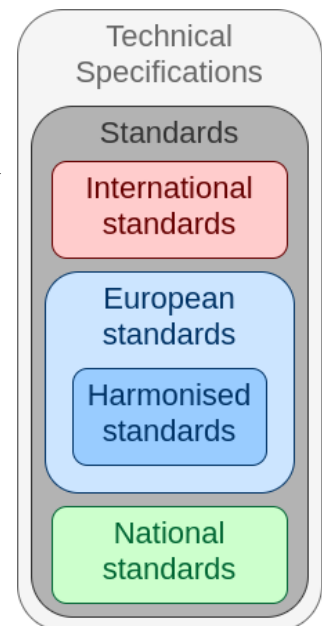 Technical
Specifications
Standards
International
standards
European
standards
Harmonised
standards
National
standards